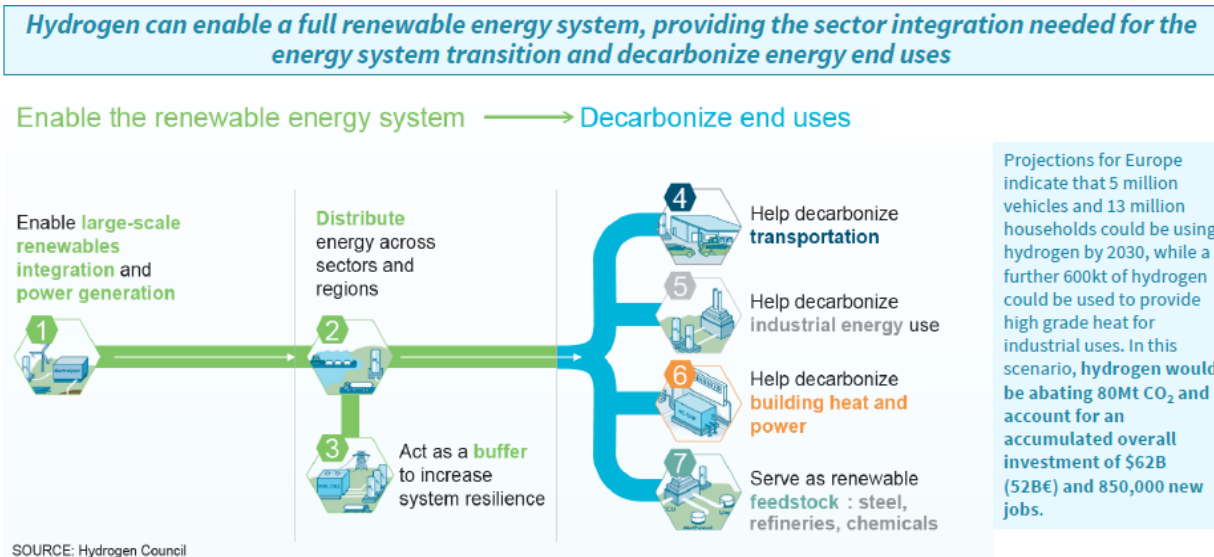 Hydrogen can enable a full renewable energy system, providing the sector integration needed for the
energy system transition and decarbonize energy end uses
Enable the renewable energy system
Decarbonize end uses
Enable large-scale
renewables
integration and
power generation
1
Distribute
energy across
sectors and
regions
2
3
Act as a buffer
to increase
system resilience
4
Help decarbonize
transportation
5
Help decarbonize
industrial energy use
6
Help decarbonize
building heat and
power
7
Serve as renewable
feedstock : steel,
refineries, chemicals
Projections for Europe
indicate that 5 million
vehicles and 13 million
households could be using
hydrogen by 2030, while a
further 600kt of hydrogen
could be used to provide
high grade heat for
industrial uses. In this
scenario, hydrogen would
be abating 80Mt CO₂ and
account for an
accumulated overall
investment of $62B
(52B€) and 850,000 new
jobs.
SOURCE: Hydrogen Council